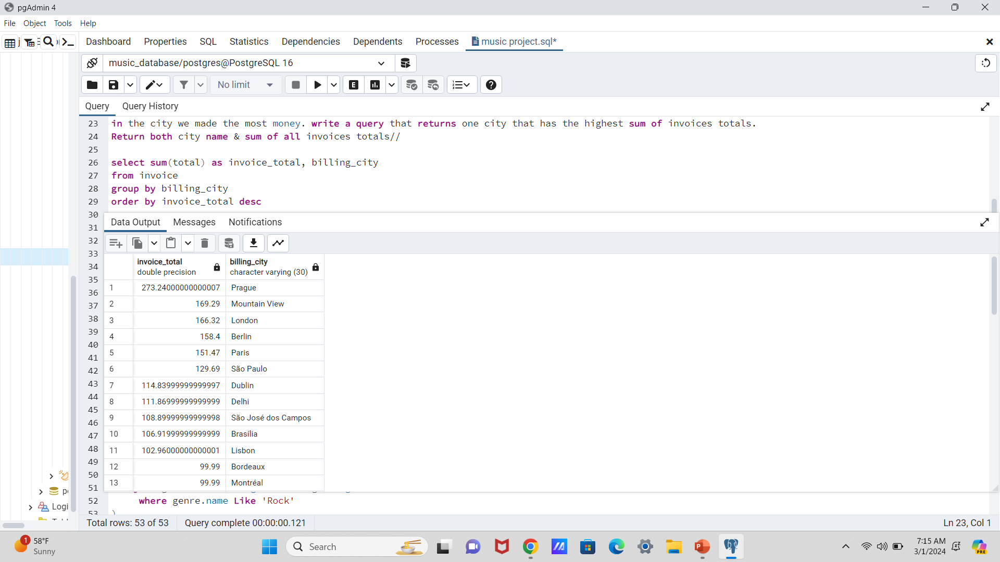 pgAdmin 4
File Object Tools Help
Dashboard Properties SQL Statistics Dependencies Dependents Processes music project.sql*
music_database/postgres@PostgreSQL 16
No limit
E
Query Query History
23 in the city we made the most money. write a query that returns one city that has the highest sum of invoices totals.
24 Return both city name & sum of all invoices totals//
25
26 select sum(total) as invoice_total, billing_city
27 from invoice
28 group by billing_city
29 order by invoice_total desc
30
Data Output Messages Notifications
31
32
33
34
35
36
37
38
39
40
41
42
43
44
45
46
47
48
49
50
51
invoice_total billing_city
double precision character varying (30)
1 273.24000000000007 Prague
2 169.29 Mountain View
3 166.32 London
4 158.4 Berlin
5 151.47 Paris
6 129.69 São Paulo
7 114.83999999999997 Dublin
8 111.86999999999999 Delhi
9 108.89999999999998 São José dos Campos
10 106.91999999999999 Brasília
11 102.96000000000001 Lisbon
12 99.99 Bordeaux
13 99.99 Montréal
52 where genre.name Like 'Rock'
53 )
Logi
Total rows: 53 of 53 Query complete 00:00:00.121 Ln 23, Col 1
1 58°F
Sunny
Search
7:15 AM
3/1/2024
PRE